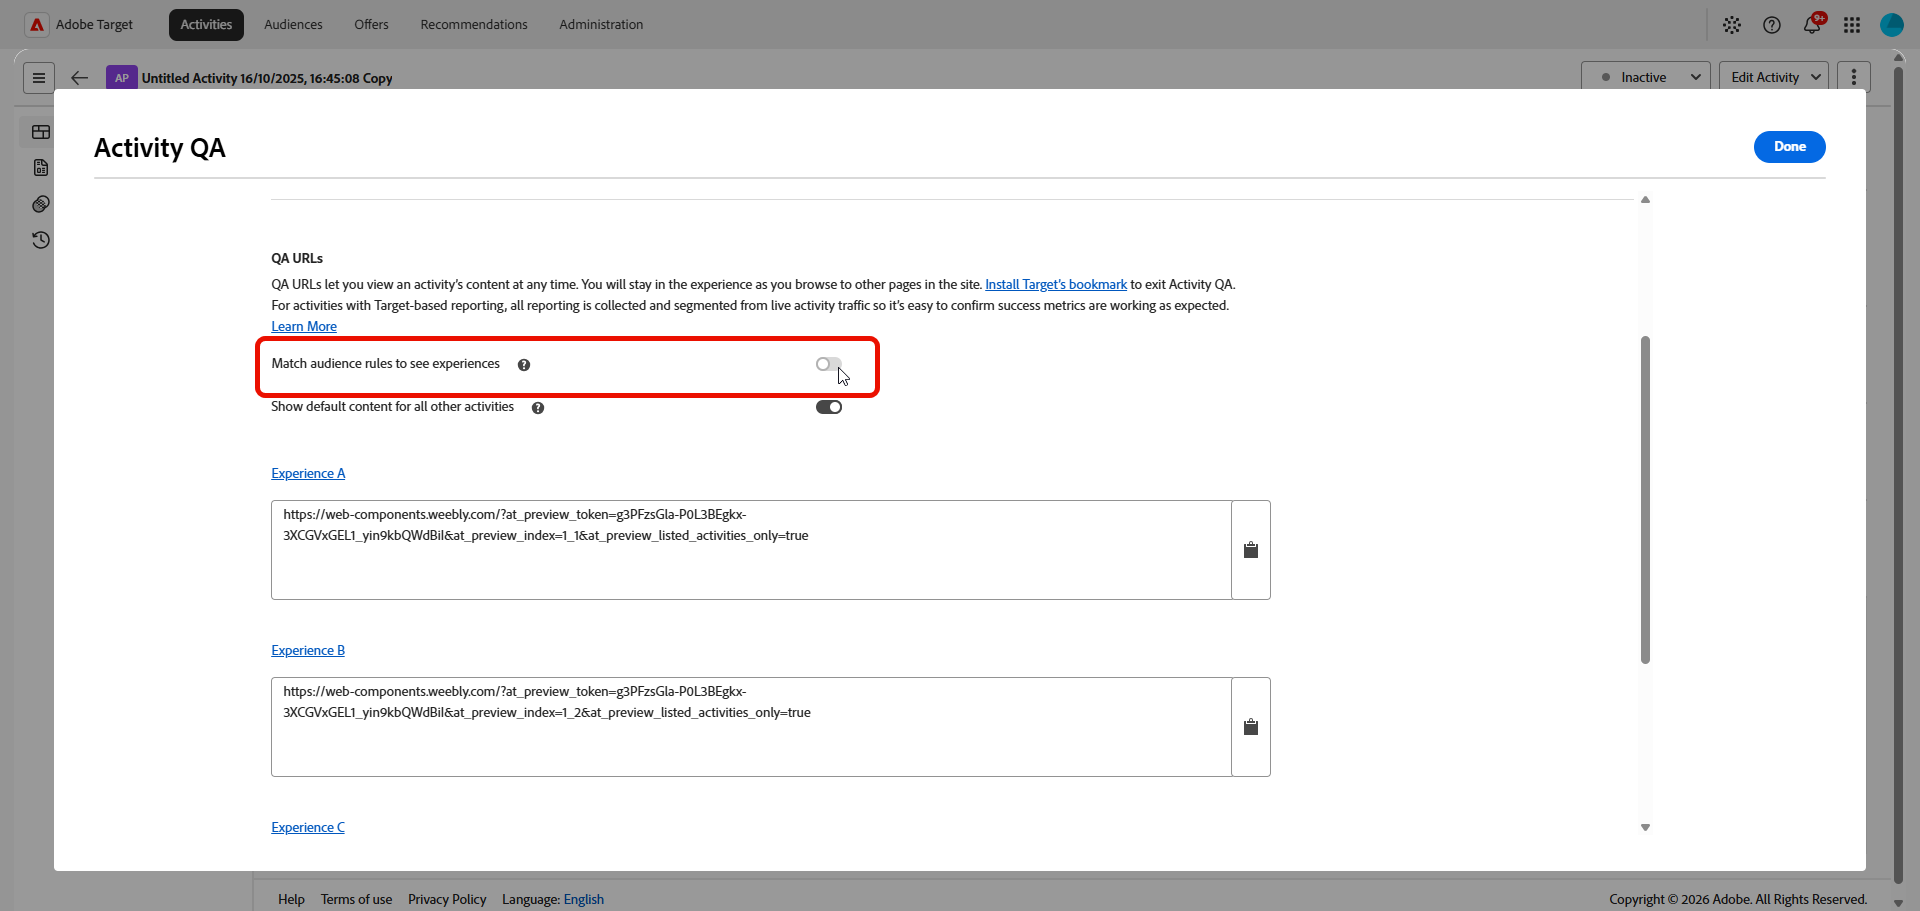 Adobe Target
Activities
Audiences
Offers
Recommendations
Administration
9+
AP
Untitled Activity 16/10/2025, 16:45:08 Copy
Inactive
Edit Activity
Activity QA
Done
QA URLs
QA URLs let you view an activity's content at any time. You will stay in the experience as you browse to other pages in the site. Install Target's bookmark to exit Activity QA.
For activities with Target-based reporting, all reporting is collected and segmented from live activity traffic so it's easy to confirm success metrics are working as expected.
Learn More
Match audience rules to see experiences
Show default content for all other activities
Experience A
https://web-components.weebly.com/?at_preview_token=g3PFzsGla-P0L3BEgkx-
3XCGVxGEL1_yin9kbQWdBiI&at_preview_index=1_1&at_preview_listed_activities_only=true
Experience B
https://web-components.weebly.com/?at_preview_token=g3PFzsGla-P0L3BEgkx-
3XCGVxGEL1_yin9kbQWdBiI&at_preview_index=1_2&at_preview_listed_activities_only=true
Experience C
Help
Terms of use
Privacy Policy
Language: English
Copyright © 2026 Adobe. All Rights Reserved.